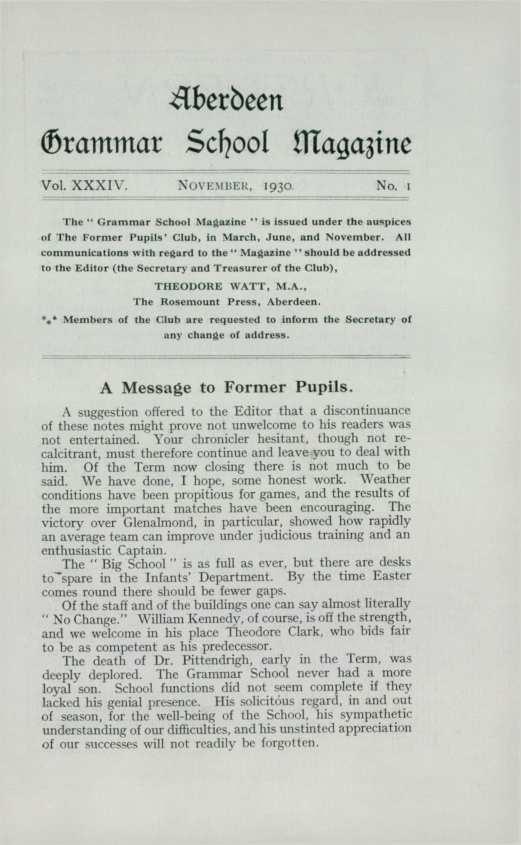 Aberdeen
Grammar School Magazine
Vol. XXXIV. NOVEMBER, 1930. No. 1
The “ Grammar School Magazine ” is issued under the auspices
of The Former Pupils’ Club, in March, June, and November. All
communications with regard to the “ Magazine ” should be addressed
to the Editor (the Secretary and Treasurer of the Club),
THEODORE WATT, M.A.,
The Rosemount Press, Aberdeen.
*** Members of the Club are requested to inform the Secretary of
any change of address.
A Message to Former Pupils.
A suggestion offered to the Editor that a discontinuance
of these notes might prove not unwelcome to his readers was
not entertained. Your chronicler hesitant, though not re-
calcitrant, must therefore continue and leave you to deal with
him. Of the Term now closing there is not much to be
said. We have done, I hope, some honest work. Weather
conditions have been propitious for games, and the results of
the more important matches have been encouraging. The
victory over Glenalmond, in particular, showed how rapidly
an average team can improve under judicious training and an
enthusiastic Captain.
The “ Big School ” is as full as ever, but there are desks
to spare in the Infants’ Department. By the time Easter
comes round there should be fewer gaps.
Of the staff and of the buildings one can say almost literally
“ No Change.” William Kennedy, of course, is off the strength,
and we welcome in his place Theodore Clark, who bids fair
to be as competent as his predecessor.
The death of Dr. Pittendrigh, early in the Term, was
deeply deplored. The Grammar School never had a more
loyal son. School functions did not seem complete if they
lacked his genial presence. His solicitous regard, in and out
of season, for the well-being of the School, his sympathetic
understanding of our difficulties, and his unstinted appreciation
of our successes will not readily be forgotten.